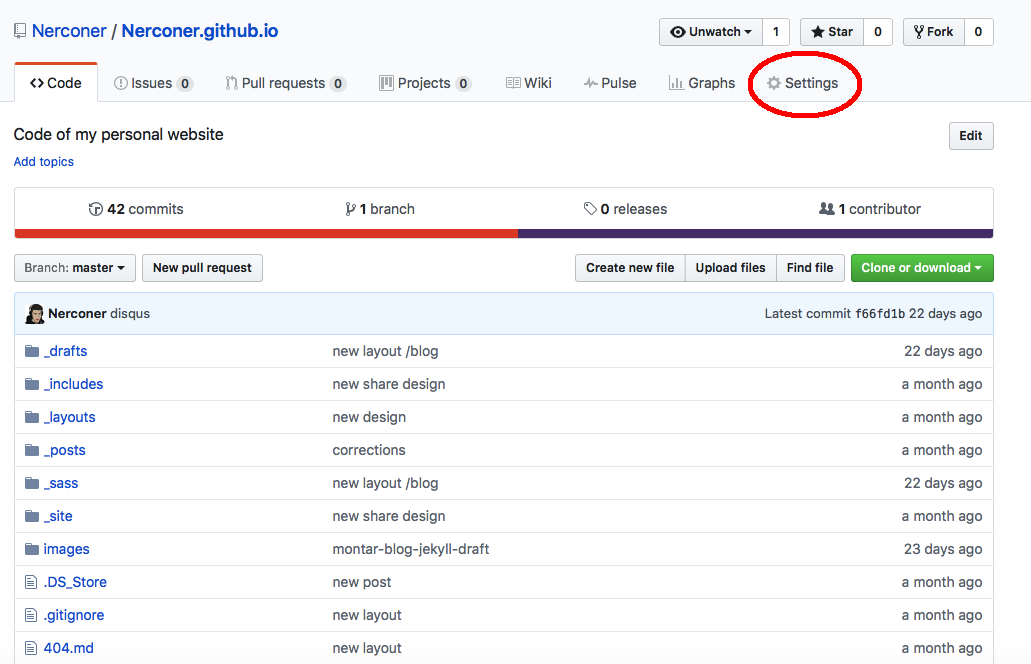 Nerconer / Nerconer.github.io Unwatch 1 Star 0 Fork 0
Code Issues 0 Pull requests 0 Projects 0 Wiki Pulse Graphs Settings
Code of my personal website Edit
Add topics
42 commits 1 branch 0 releases 1 contributor
Branch: master New pull request Create new file Upload files Find file Clone or download
Nerconer disqus Latest commit f66fd1b 22 days ago
_drafts new layout /blog 22 days ago
_includes new share design a month ago
_layouts new design a month ago
_posts corrections a month ago
_sass new layout /blog 22 days ago
_site new share design a month ago
images montar-blog-jekyll-draft 23 days ago
.DS_Store new post a month ago
.gitignore new layout a month ago
404.md new layout a month ago